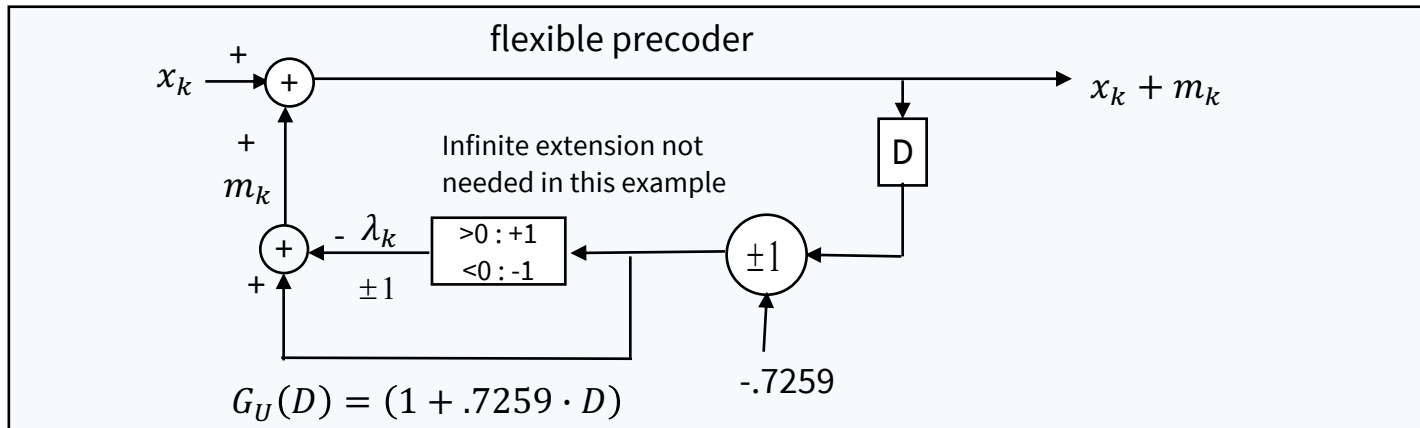 flexible precoder
+
x_k
+
x_k + m_k
D
+
m_k
Infinite extension not
needed in this example
- λ_k
>0 : +1
<0 : -1
±1
+
+
±1
-.7259
G_U(D) = (1 + .7259 · D)